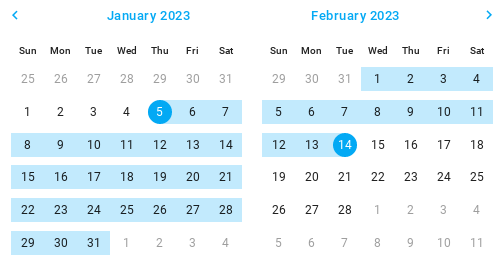 January 2023
Sun Mon Tue Wed Thu Fri Sat
25 26 27 28 29 30 31
1 2 3 4 5 6 7
8 9 10 11 12 13 14
15 16 17 18 19 20 21
22 23 24 25 26 27 28
29 30 31 1 2 3 4
February 2023
Sun Mon Tue Wed Thu Fri Sat
29 30 31 1 2 3 4
5 6 7 8 9 10 11
12 13 14 15 16 17 18
19 20 21 22 23 24 25
26 27 28 1 2 3 4
5 6 7 8 9 10 11